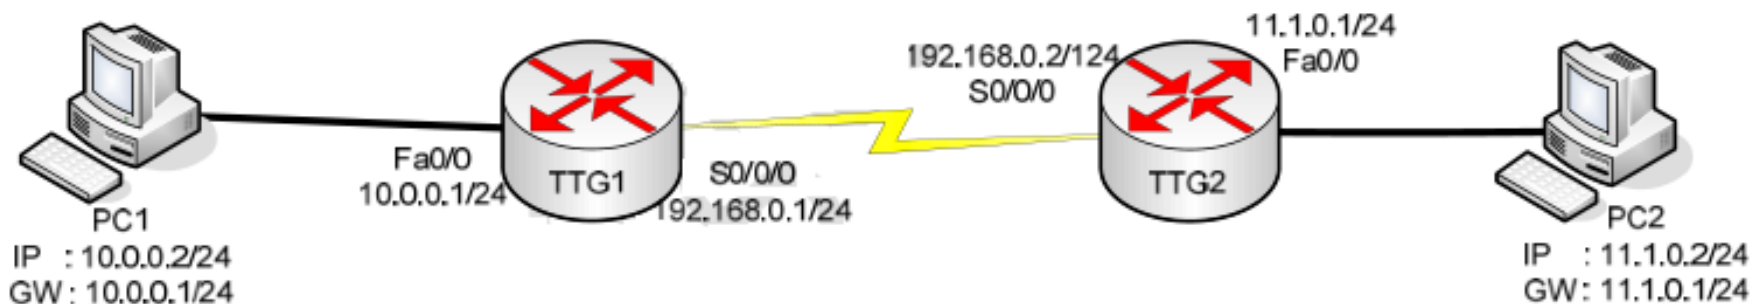 PC1
IP : 10.0.0.2/24
GW : 10.0.0.1/24
Fa0/0
10.0.0.1/24
TTG1
S0/0/0
192.168.0.1/24
192.168.0.2/124
S0/0/0
TTG2
11.1.0.1/24
Fa0/0
PC2
IP : 11.1.0.2/24
GW : 11.1.0.1/24